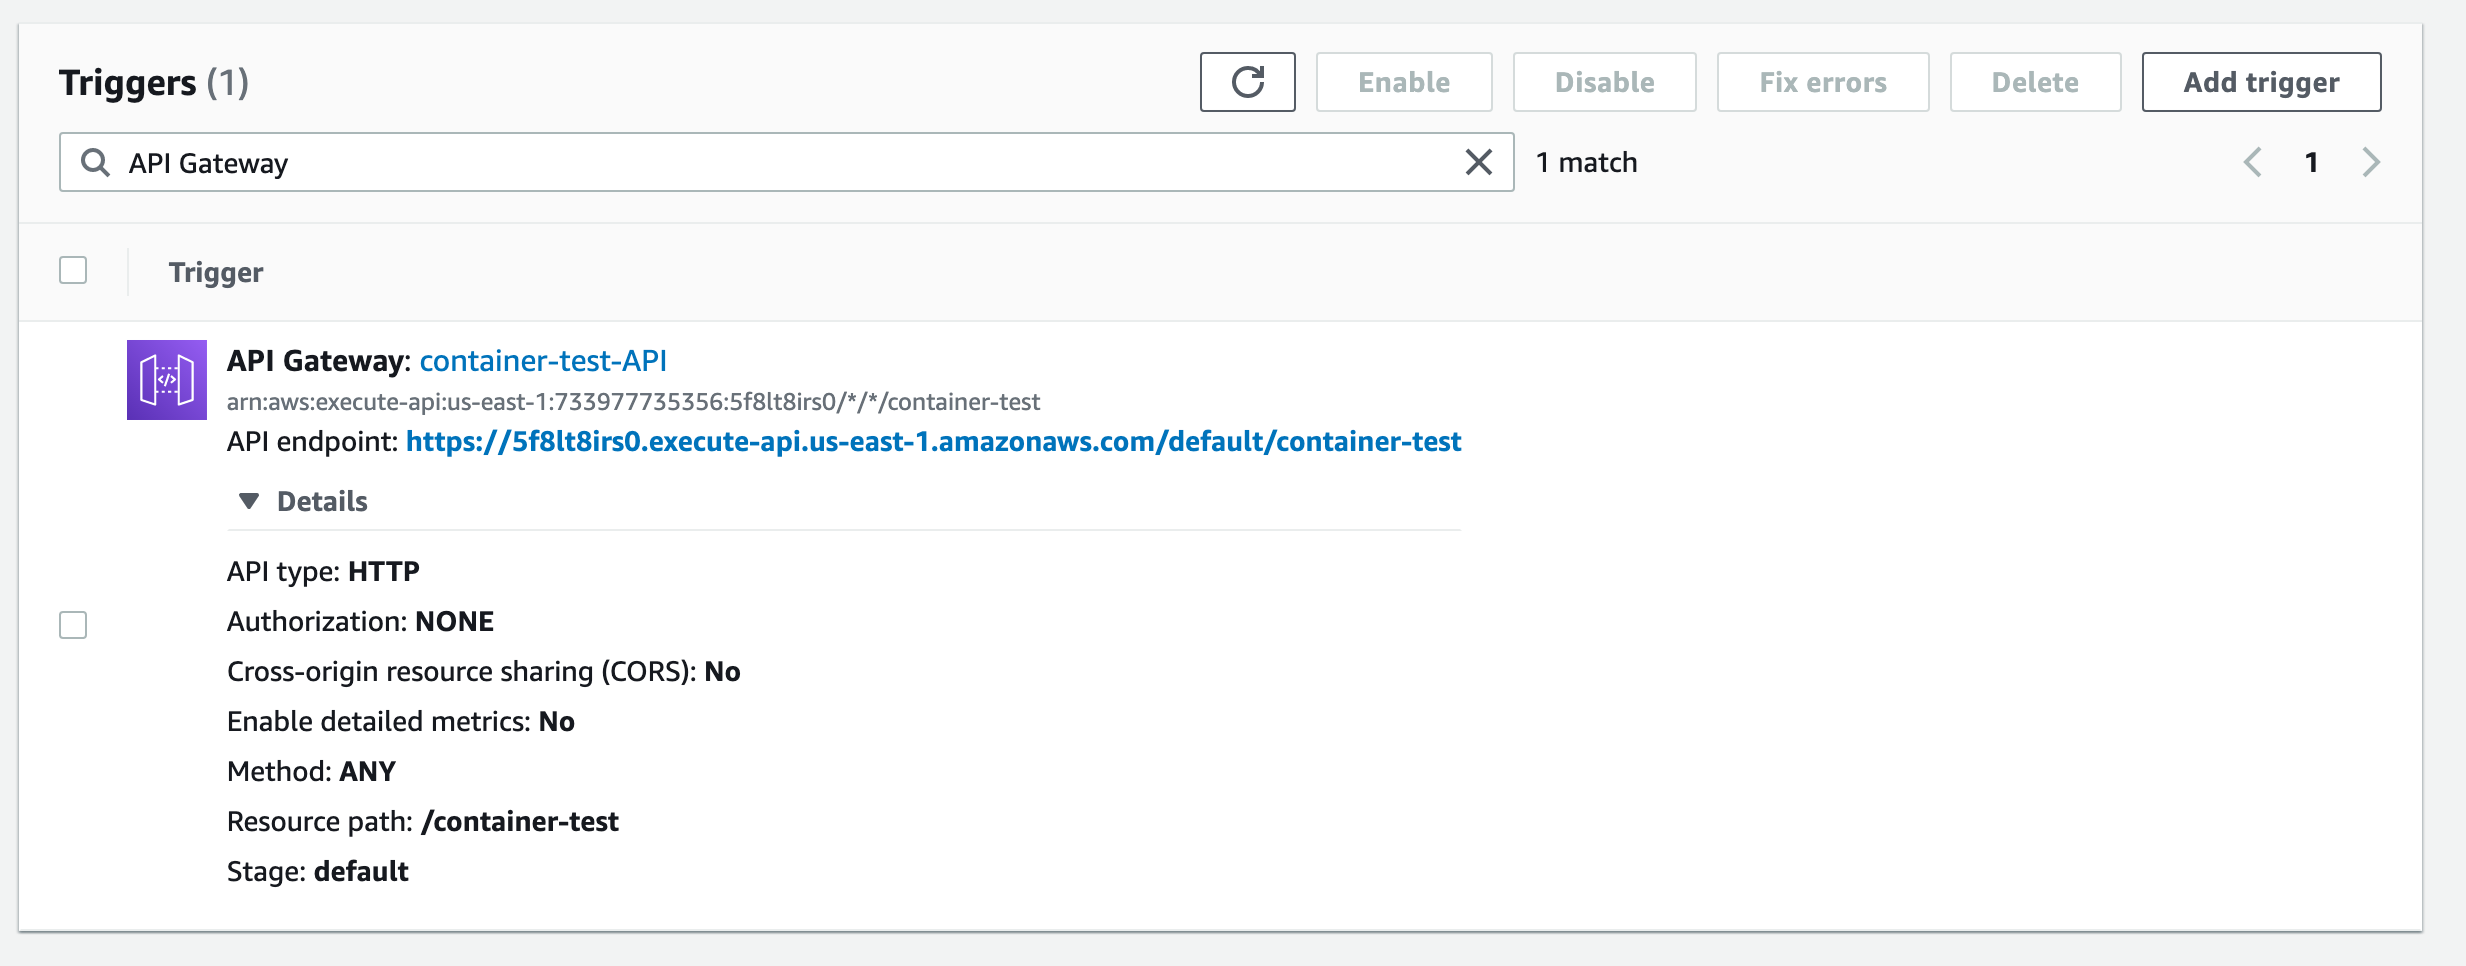 Triggers (1)
Enable
Disable
Fix errors
Delete
Add trigger
API Gateway
1 match
1
Trigger
</>
API Gateway: container-test-API
arn:aws:execute-api:us-east-1:733977735356:5f8lt8irs0/*/*/container-test
API endpoint: https://5f8lt8irs0.execute-api.us-east-1.amazonaws.com/default/container-test
Details
API type: HTTP
Authorization: NONE
Cross-origin resource sharing (CORS): No
Enable detailed metrics: No
Method: ANY
Resource path: /container-test
Stage: default